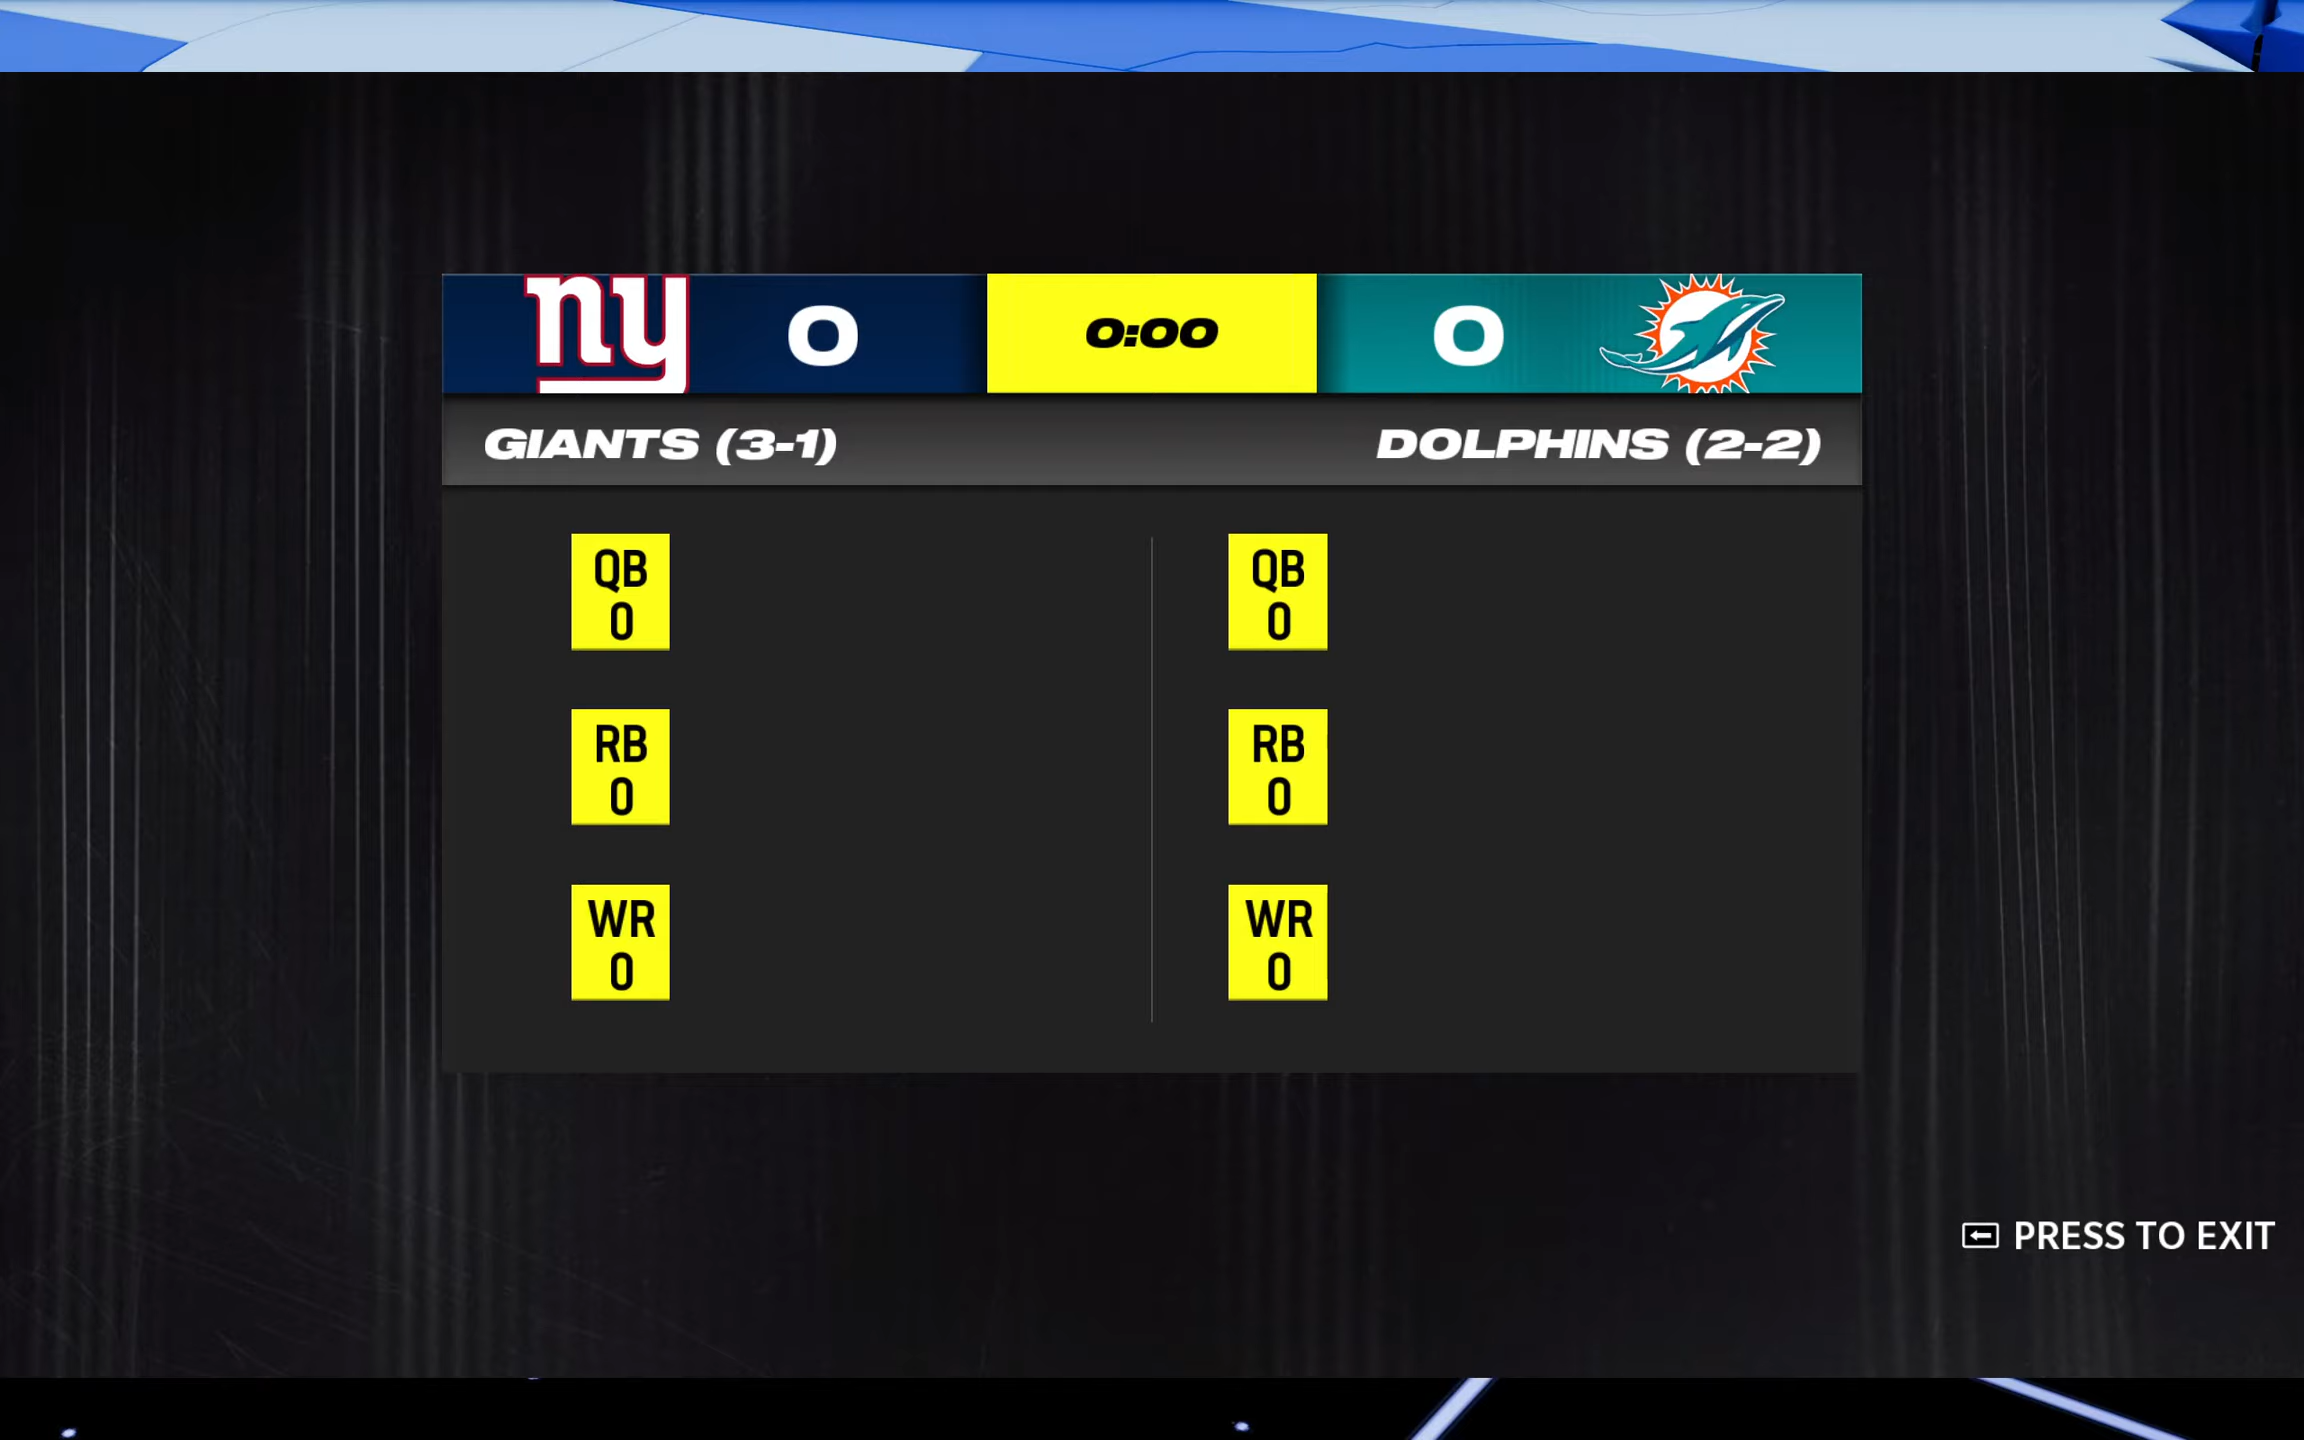 ny 0 0:00 0
GIANTS (3-1) DOLPHINS (2-2)
QB QB
0 0
RB RB
0 0
WR WR
0 0
PRESS TO EXIT